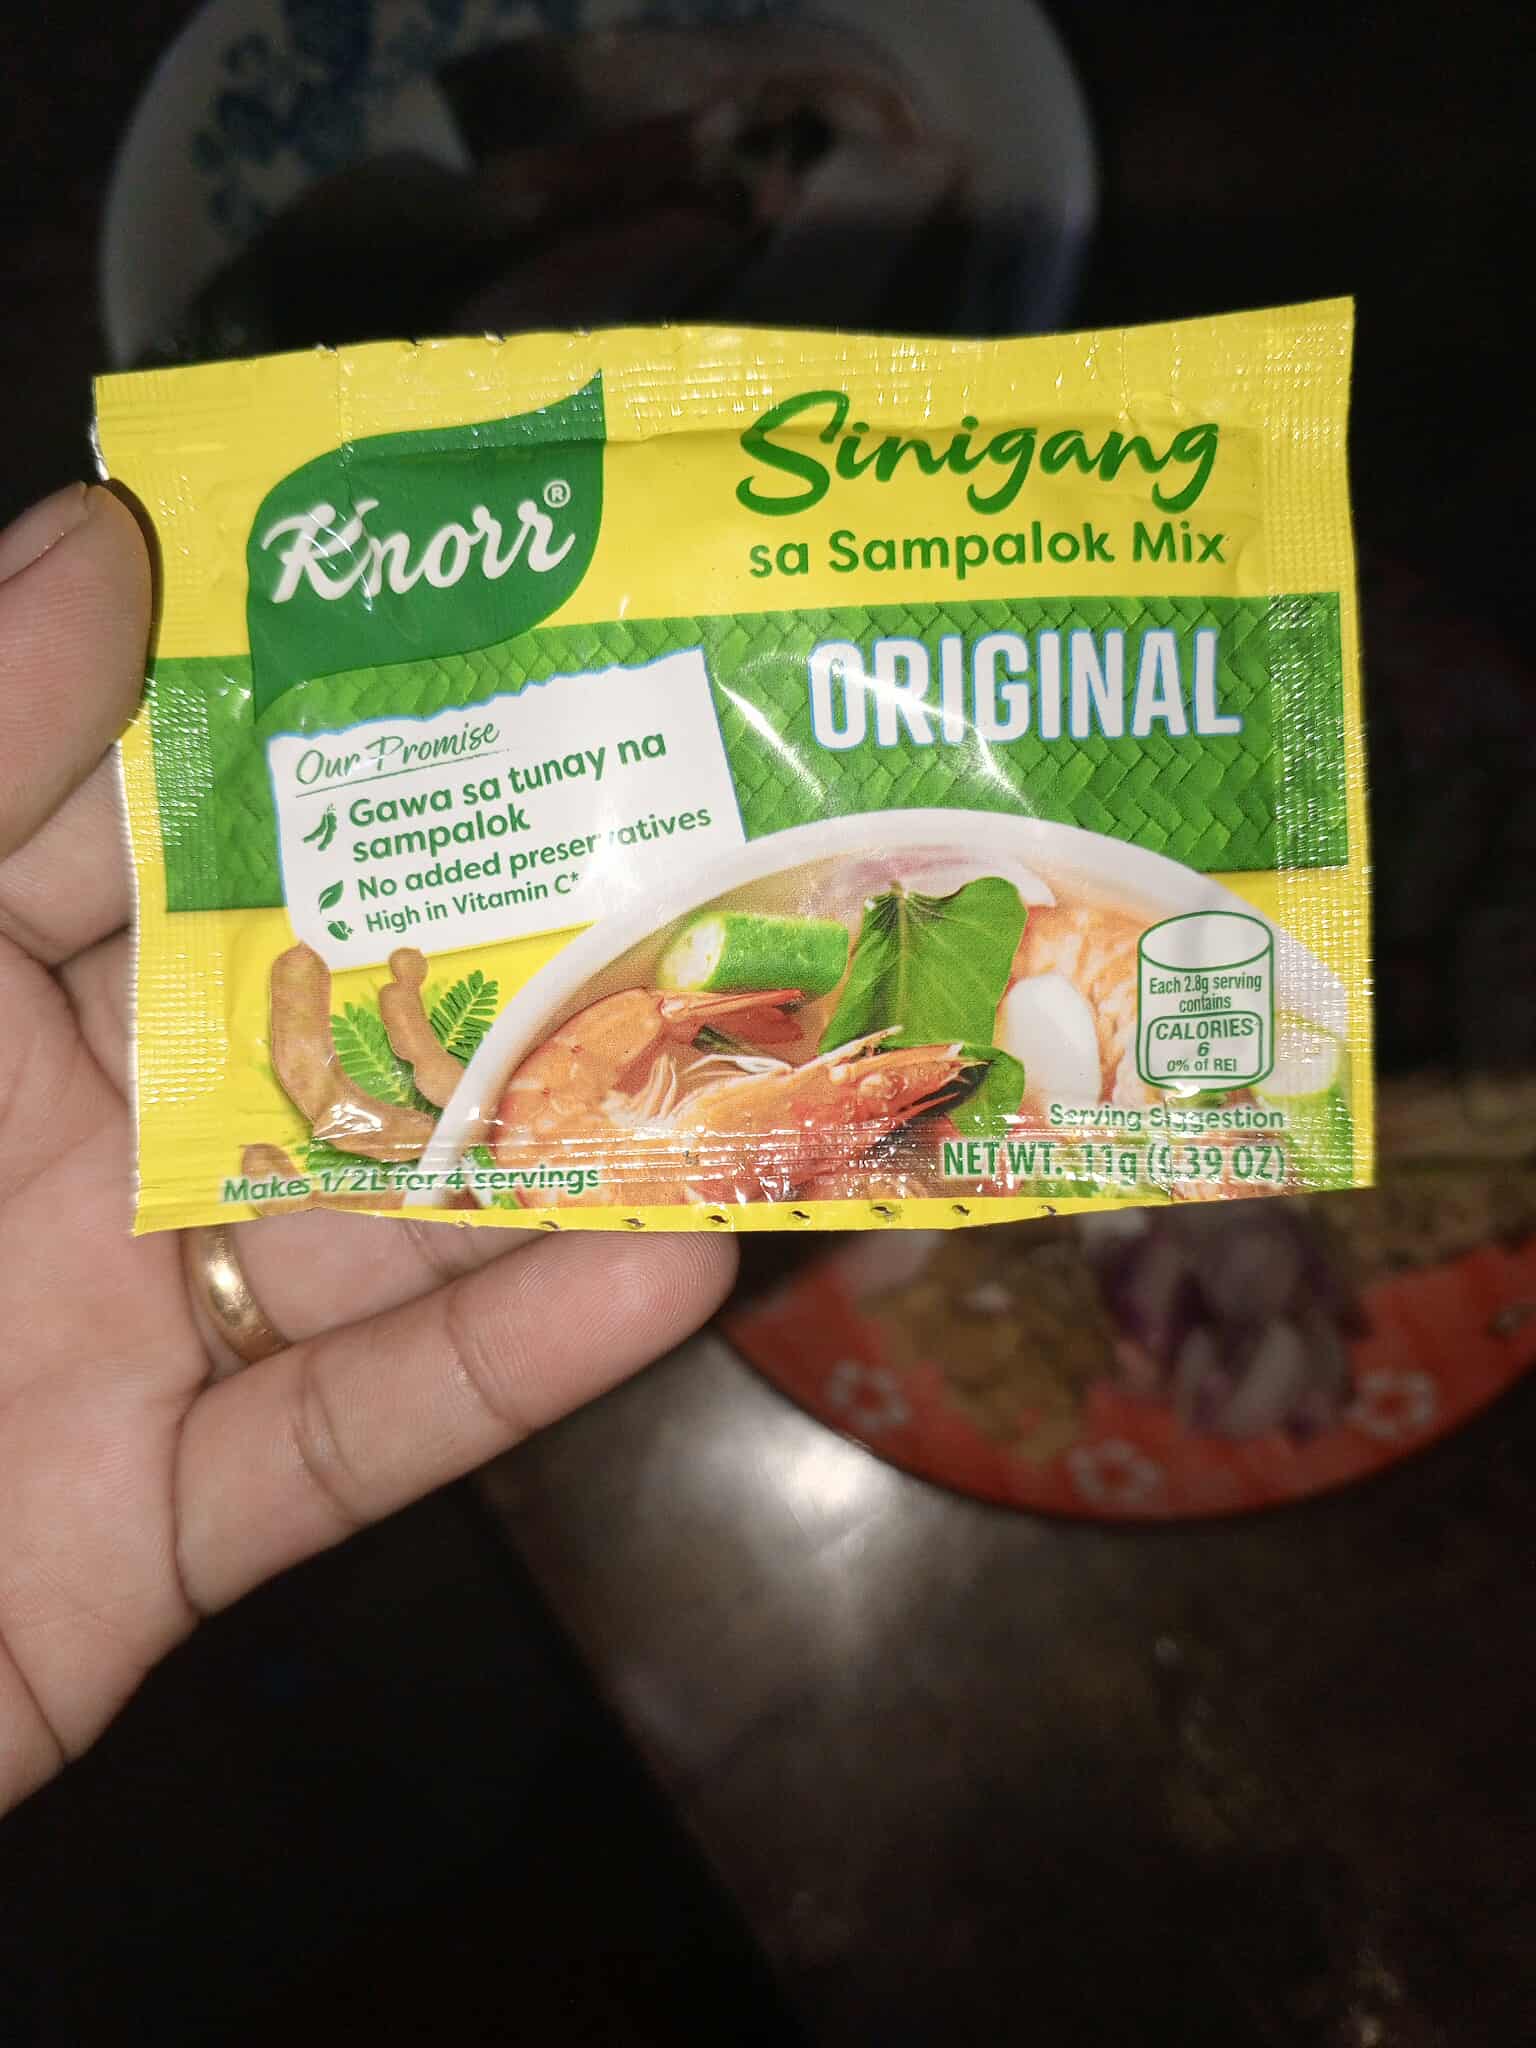 Knorr®
Sinigang
sa Sampalok Mix
ORIGINAL
Our Promise
Gawa sa tunay na
sampalok
No added preservatives
High in Vitamin C*
Each 2.8g serving
contains
CALORIES
6
0% of REI
Serving Suggestion
Makes 1/2L for 4 servings
NET WT. 11g (0.39 OZ)